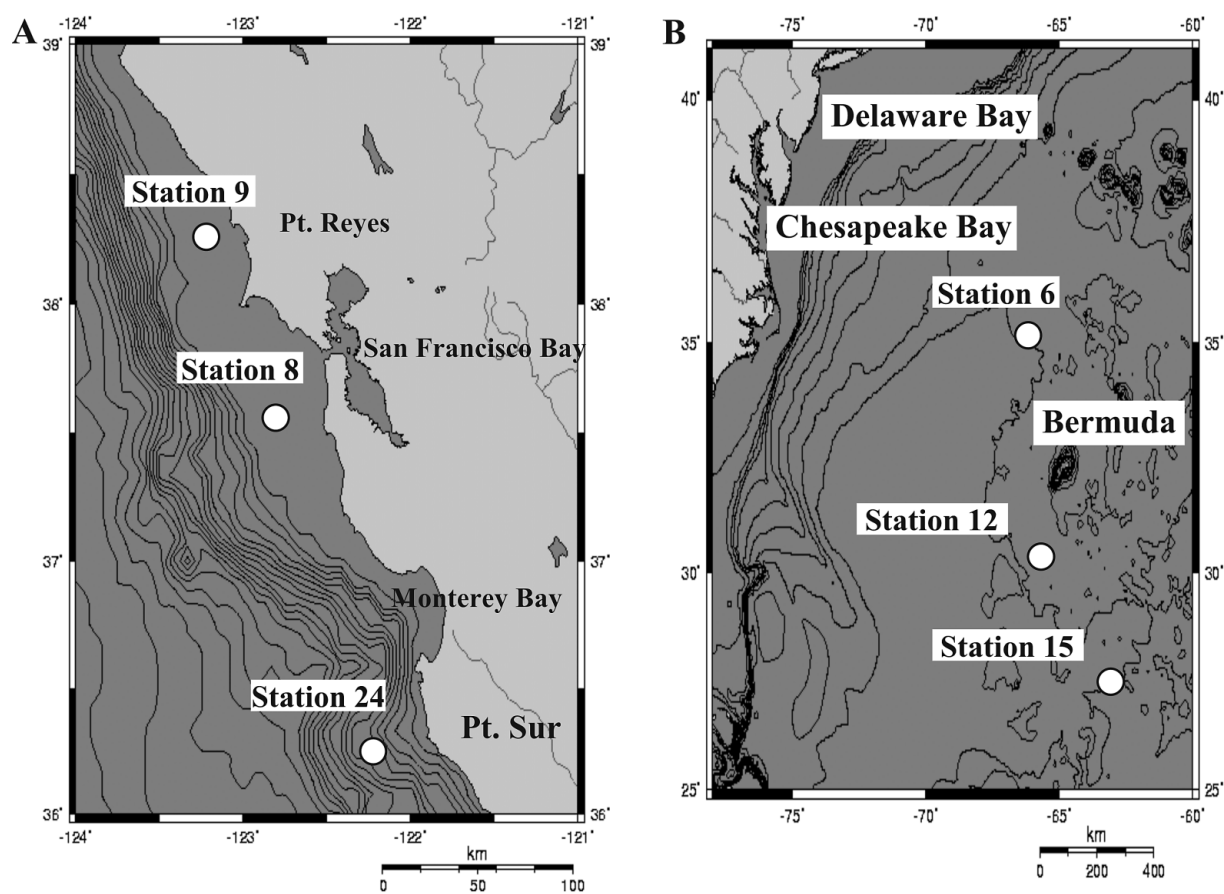 A
-124˚
-123˚
-122˚
-121˚
39˚
39˚
Station 9
Pt. Reyes
38˚
38˚
San Francisco Bay
Station 8
37˚
37˚
Monterey Bay
Station 24
Pt. Sur
36˚
36˚
-124˚
-123˚
-122˚
-121˚
km
0
50
100
B
-75˚
-70˚
-65˚
-60˚
40˚
40˚
Delaware Bay
Chesapeake Bay
Station 6
35˚
35˚
Bermuda
Station 12
30˚
30˚
Station 15
25˚
25˚
-75˚
-70˚
-65˚
-60˚
km
0
200
400